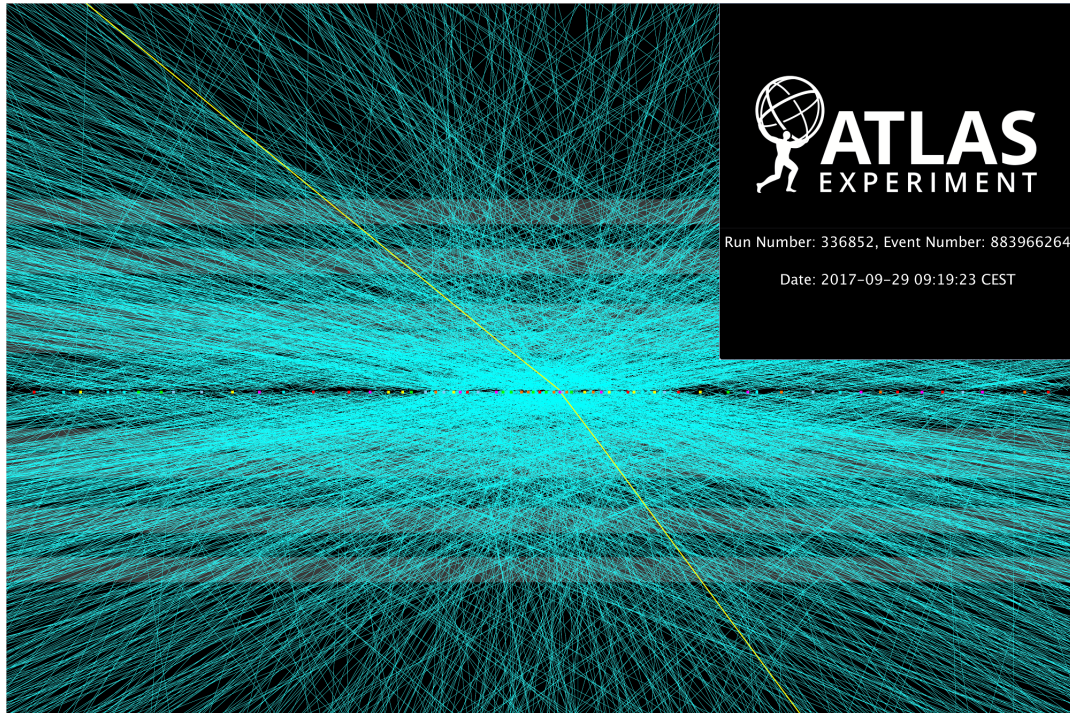 ATLAS
EXPERIMENT
Run Number: 336852, Event Number: 883966264
Date: 2017-09-29 09:19:23 CEST